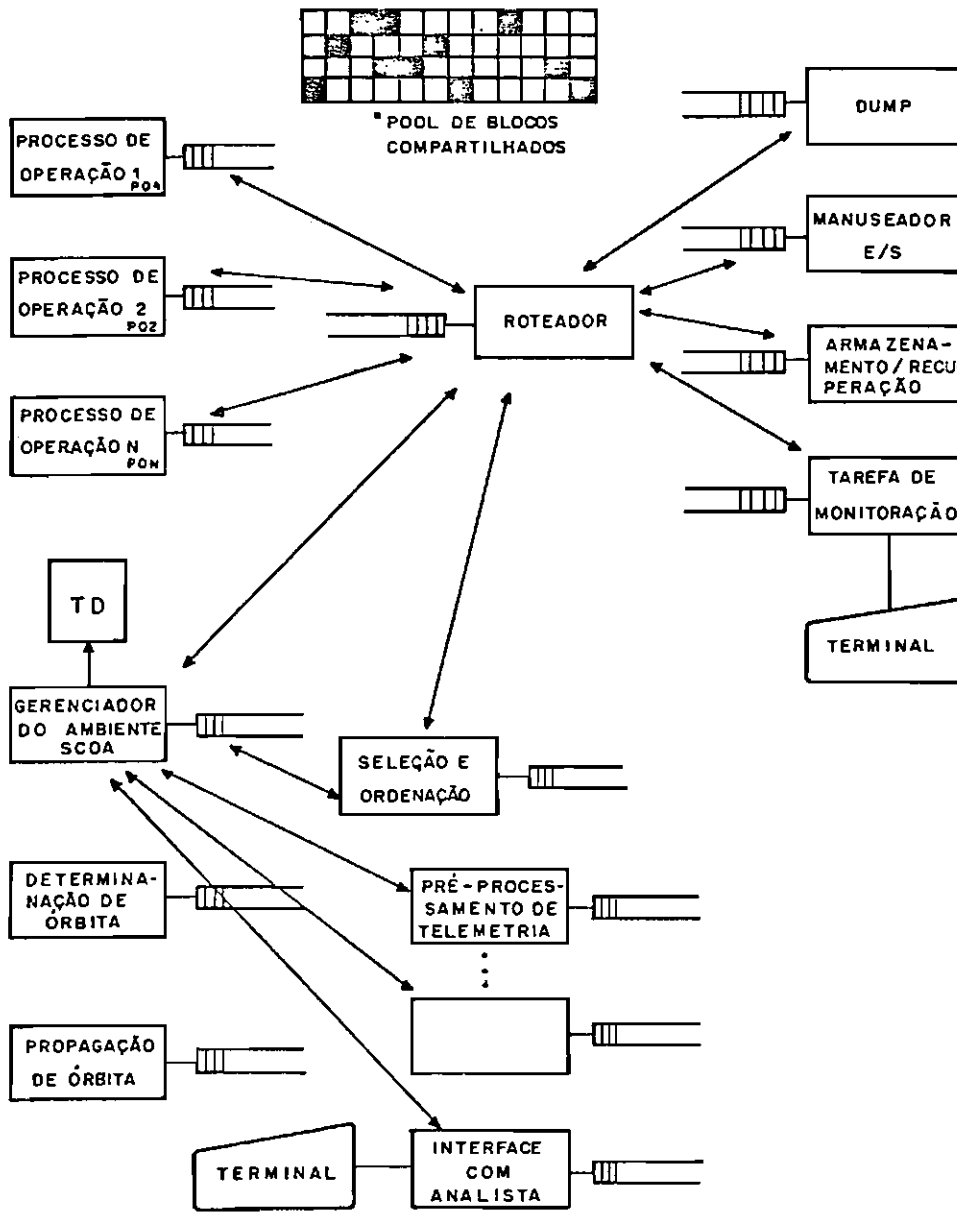 * POOL DE BLOCOS
COMPARTILHADOS
DUMP
PROCESSO DE
OPERAÇÃO 1
PO1
MANUSEADOR
E/S
PROCESSO DE
OPERAÇÃO 2
PO2
ROTEADOR
ARMAZENA-
MENTO/RECU
PERAÇÃO
PROCESSO DE
OPERAÇÃO N
PON
TAREFA DE
MONITORAÇÃO
TERMINAL
TD
GERENCIADOR
DO AMBIENTE
SCOA
SELEÇÃO E
ORDENAÇÃO
DETERMINA-
NAÇÃO DE
ÓRBITA
PRÉ-PROCES-
SAMENTO DE
TELEMETRIA
PROPAGAÇÃO
DE ÓRBITA
TERMINAL
INTERFACE
COM
ANALISTA